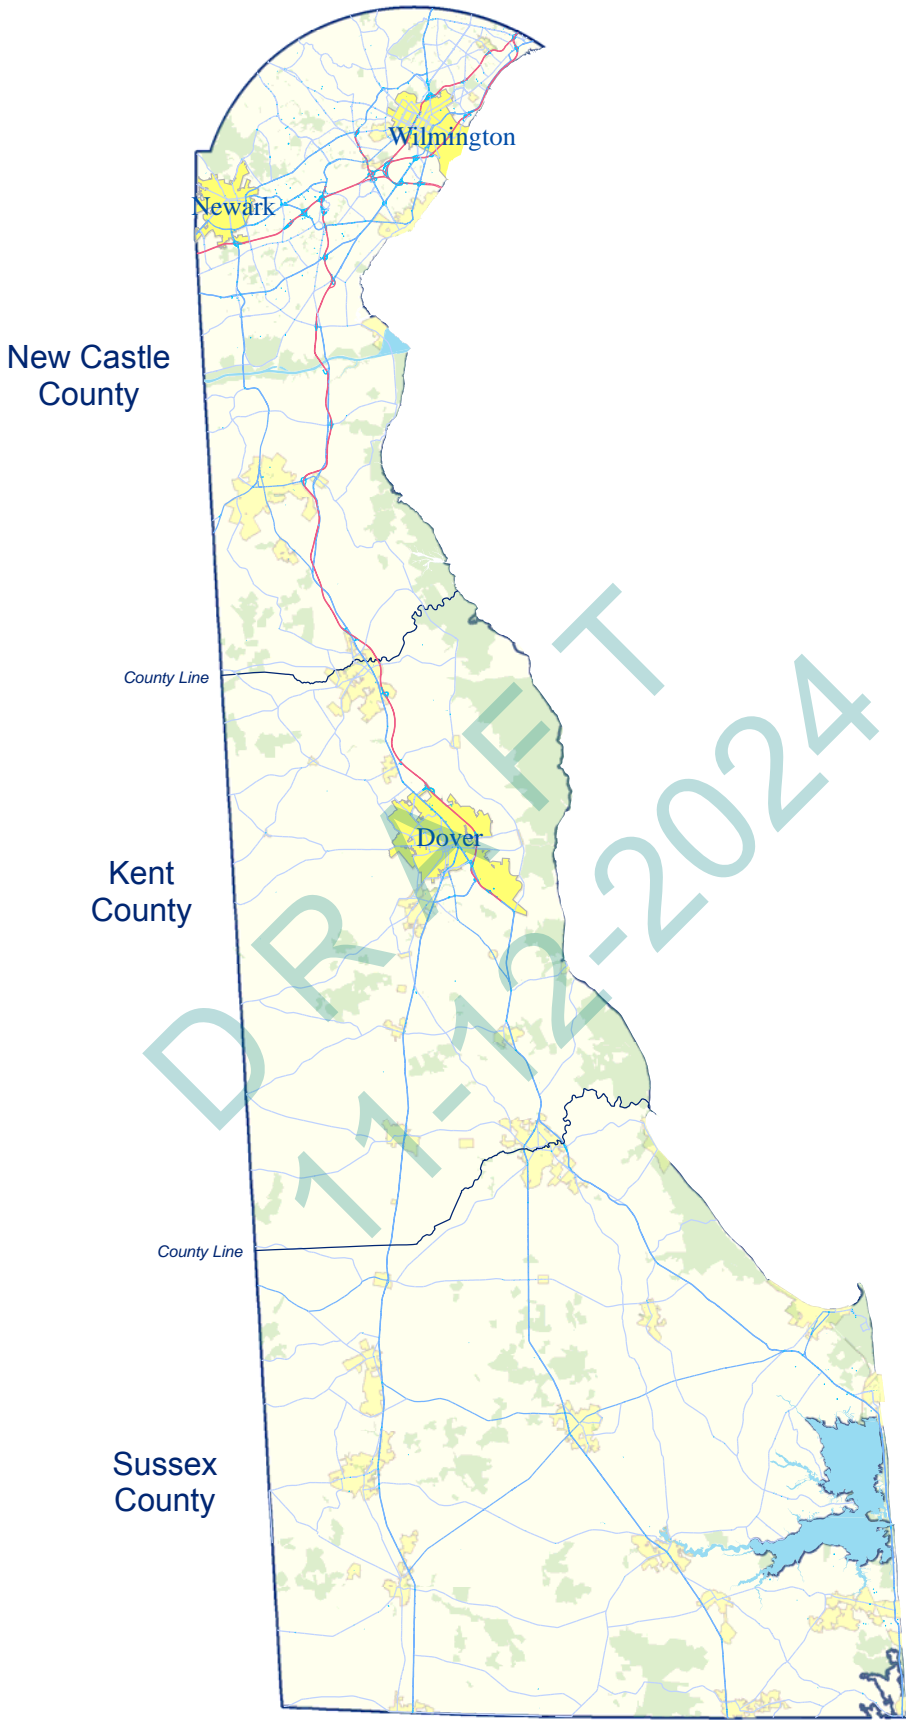 Wilmington
Newark
New Castle
County
County Line
Dover
Kent
County
DRAFT
11-12-2024
County Line
Sussex
County